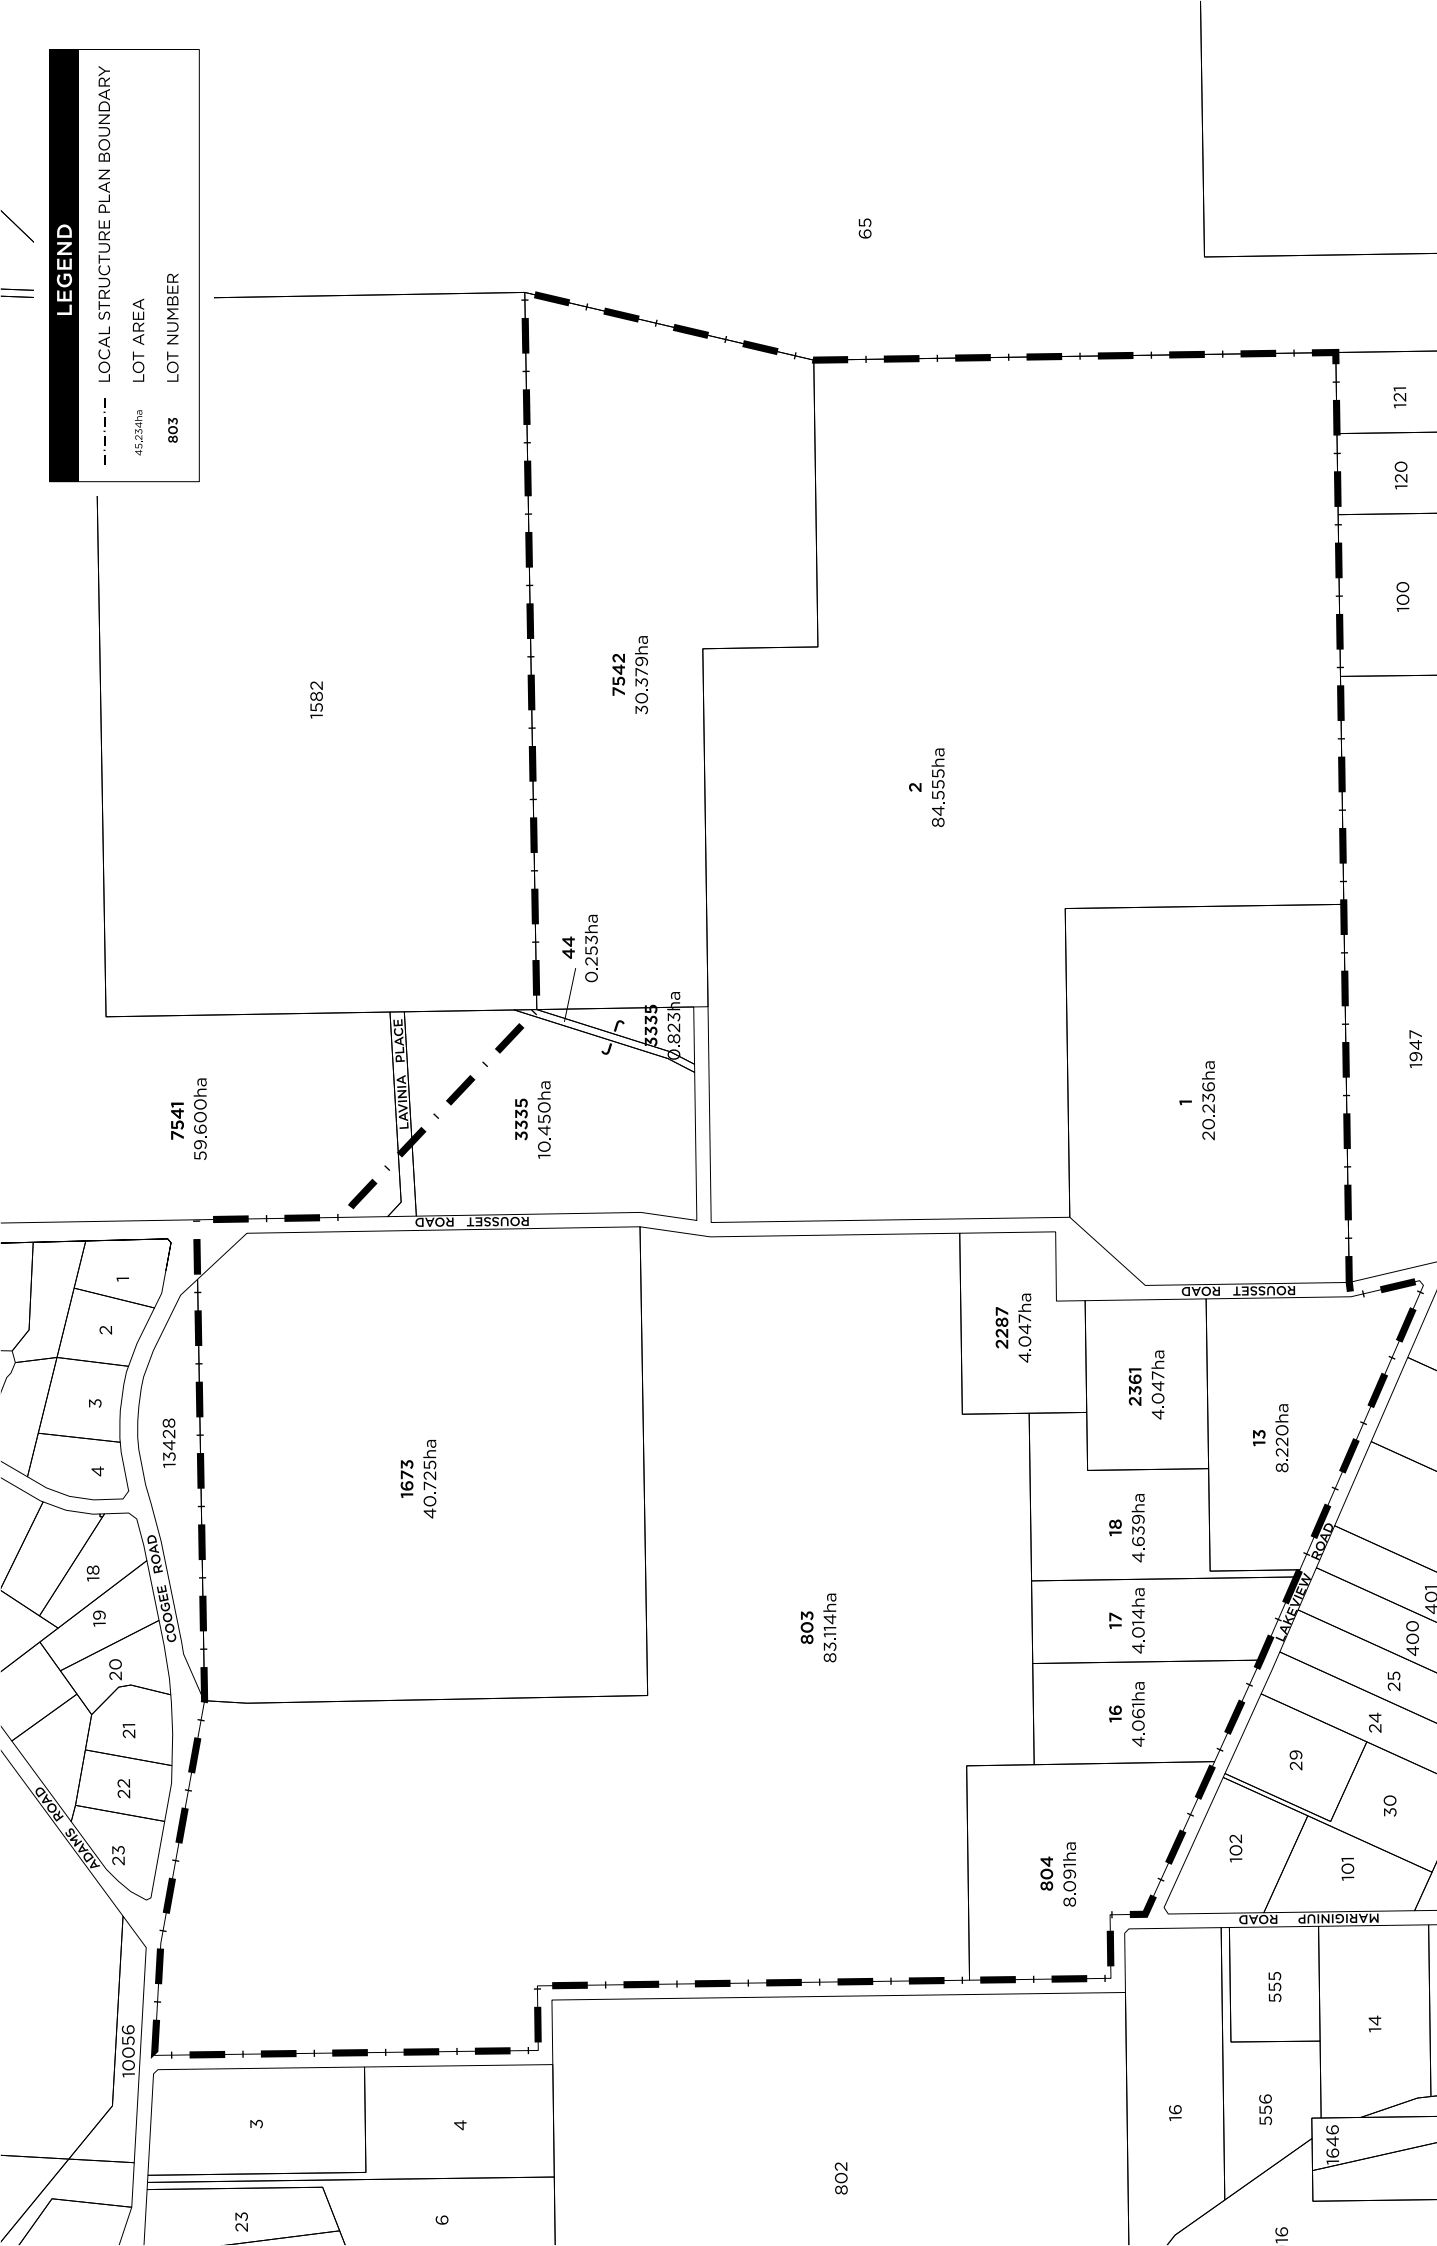 LEGEND
LOCAL STRUCTURE PLAN BOUNDARY
45.234ha LOT AREA
803 LOT NUMBER
65
121
120
100
1582
7542
30.379ha
2
84.555ha
44
0.253ha
3335
0.823ha
LAVINIA PLACE
7541
59.600ha
3335
10.450ha
1
20.236ha
1947
ROUSSET ROAD
ROUSSET ROAD
1
2
3
4
13428
1673
40.725ha
2287
4.047ha
2361
4.047ha
13
8.220ha
18
19
20
21
22
23
COOGEE ROAD
ADAMS ROAD
803
83.114ha
18
4.639ha
17
4.014ha
16
4.061ha
LAKEVIEW ROAD
401
400
25
24
29
30
102
101
804
8.091ha
MARIGINIUP ROAD
10056
3
4
23
6
802
555
14
16
556
1646
16